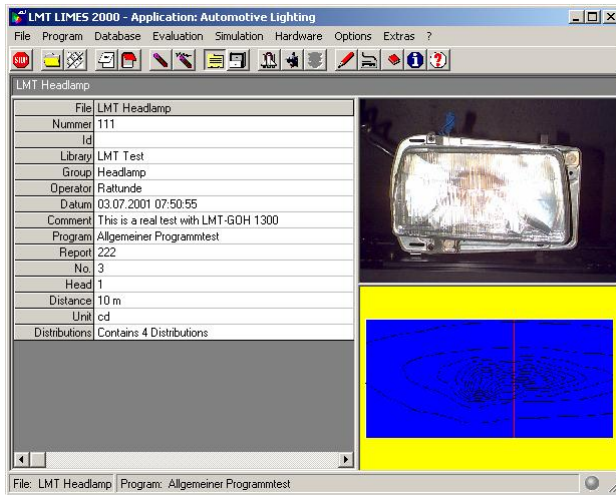 LMT LIMES 2000 - Application: Automotive Lighting
File Program Database Evaluation Simulation Hardware Options Extras ?
STOP
LMT Headlamp
File LMT Headlamp
Nummer 111
Id
Library LMT Test
Group Headlamp
Operator Rattunde
Datum 03.07.2001 07:50:55
Comment This is a real test with LMT-GOH 1300
Program Allgemeiner Programmtest
Report 222
No. 3
Head 1
Distance 10 m
Unit cd
Distributions Contains 4 Distributions
File: LMT Headlamp Program: Allgemeiner Programmtest